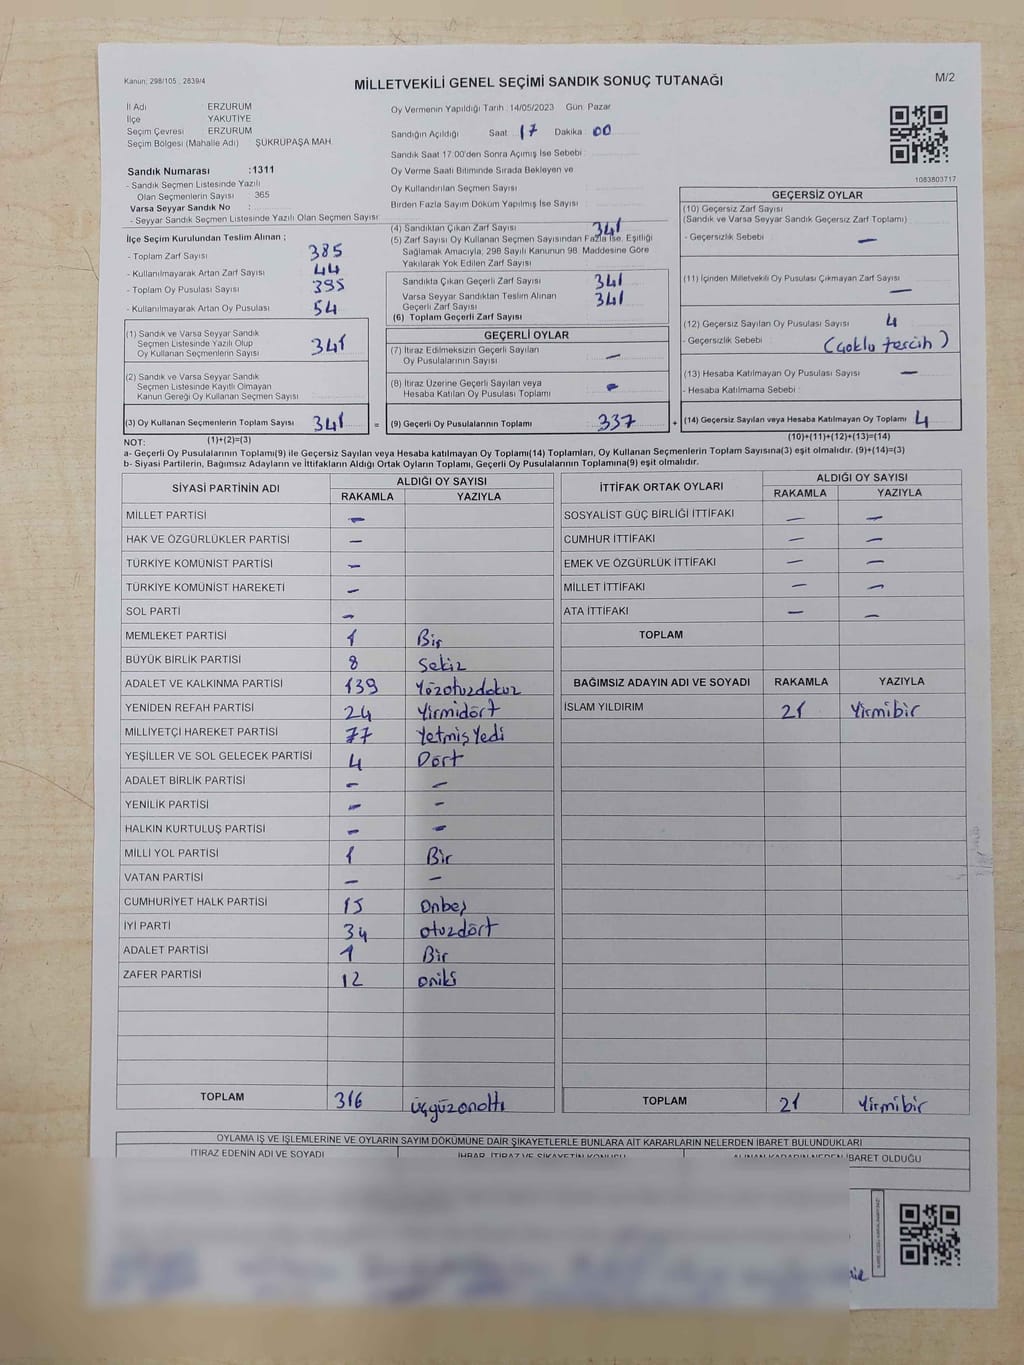 Kanun: 298/105 , 2839/4
MİLLETVEKİLİ GENEL SEÇİMİ SANDIK SONUÇ TUTANAĞI
M/2
İl Adı ERZURUM
İlçe YAKUTİYE
Seçim Çevresi ERZURUM
Seçim Bölgesi (Mahalle Adı) ŞÜKRÜPAŞA MAH.
Oy Vermenin Yapıldığı Tarih : 14/05/2023 Gün: Pazar
Sandığın Açıldığı Saat 17 Dakika 00
Sandık Saat 17:00'den Sonra Açılmış İse Sebebi :
Oy Verme Saati Bitiminde Sırada Bekleyen ve
Oy Kullandırılan Seçmen Sayısı
Birden Fazla Sayım Döküm Yapılmış İse Sayısı :
1083803717
Sandık Numarası :1311
- Sandık Seçmen Listesinde Yazılı
Olan Seçmenlerin Sayısı : 365
Varsa Seyyar Sandık No :
- Seyyar Sandık Seçmen Listesinde Yazılı Olan Seçmen Sayısı
İlçe Seçim Kurulundan Teslim Alınan ;
- Toplam Zarf Sayısı 385
- Kullanılmayarak Artan Zarf Sayısı 44
- Toplam Oy Pusulası Sayısı 395
- Kullanılmayarak Artan Oy Pusulası 54
(1) Sandık ve Varsa Seyyar Sandık
Seçmen Listesinde Yazılı Olup
Oy Kullanan Seçmenlerin Sayısı 341
(2) Sandık ve Varsa Seyyar Sandık
Seçmen Listesinde Kayıtlı Olmayan
Kanun Gereği Oy Kullanan Seçmen Sayısı
(3) Oy Kullanan Seçmenlerin Toplam Sayısı 341 =
(4) Sandıktan Çıkan Zarf Sayısı 341
(5) Zarf Sayısı Oy Kullanan Seçmen Sayısından Fazla İse, Eşitliği
Sağlamak Amacıyla, 298 Sayılı Kanunun 98. Maddesine Göre
Yakılarak Yok Edilen Zarf Sayısı
Sandıkta Çıkan Geçerli Zarf Sayısı 341
Varsa Seyyar Sandıktan Teslim Alınan 341
Geçerli Zarf Sayısı
(6) Toplam Geçerli Zarf Sayısı
GEÇERLİ OYLAR
(7) İtiraz Edilmeksizin Geçerli Sayılan
Oy Pusulalarının Sayısı –
(8) İtiraz Üzerine Geçerli Sayılan veya
Hesaba Katılan Oy Pusulası Toplamı -
(9) Geçerli Oy Pusulalarının Toplamı 337 +
GEÇERSİZ OYLAR
(10) Geçersiz Zarf Sayısı
(Sandık ve Varsa Seyyar Sandık Geçersiz Zarf Toplamı)
- Geçersizlik Sebebi –
(11) İçinden Milletvekili Oy Pusulası Çıkmayan Zarf Sayısı –
(12) Geçersiz Sayılan Oy Pusulası Sayısı 4
- Geçersizlik Sebebi : (Çoklu tercih)
(13) Hesaba Katılmayan Oy Pusulası Sayısı –
- Hesaba Katılmama Sebebi :
(14) Geçersiz Sayılan veya Hesaba Katılmayan Oy Toplamı 4
NOT: (1)+(2)=(3)
(10)+(11)+(12)+(13)=(14)
a- Geçerli Oy Pusulalarının Toplamı(9) ile Geçersiz Sayılan veya Hesaba Katılmayan Oy Toplamı(14) Toplamları, Oy Kullanan Seçmenlerin Toplam Sayısına(3) eşit olmalıdır. (9)+(14)=(3)
b- Siyasi Partilerin, Bağımsız Adayların ve İttifakların Aldığı Ortak Oyların Toplamı, Geçerli Oy Pusulalarının Toplamına(9) eşit olmalıdır.
SİYASİ PARTİNİN ADI ALDIĞI OY SAYISI
RAKAMLA YAZIYLA
MİLLET PARTİSİ –
HAK VE ÖZGÜRLÜKLER PARTİSİ –
TÜRKİYE KOMÜNİST PARTİSİ –
TÜRKİYE KOMÜNİST HAREKETİ –
SOL PARTİ –
MEMLEKET PARTİSİ 1 Bir
BÜYÜK BİRLİK PARTİSİ 8 Sekiz
ADALET VE KALKINMA PARTİSİ 139 Yüzotuzdokuz
YENİDEN REFAH PARTİSİ 24 Yirmidört
MİLLİYETÇİ HAREKET PARTİSİ 77 Yetmiş Yedi
YEŞİLLER VE SOL GELECEK PARTİSİ 4 Dört
ADALET BİRLİK PARTİSİ – –
YENİLİK PARTİSİ – –
HALKIN KURTULUŞ PARTİSİ – –
MİLLİ YOL PARTİSİ 1 Bir
VATAN PARTİSİ – –
CUMHURİYET HALK PARTİSİ 15 Onbeş
İYİ PARTİ 34 Otuzdört
ADALET PARTİSİ 1 Bir
ZAFER PARTİSİ 12 Oniki
TOPLAM 316 Üçyüzonaltı
İTTİFAK ORTAK OYLARI ALDIĞI OY SAYISI
RAKAMLA YAZIYLA
SOSYALİST GÜÇ BİRLİĞİ İTTİFAKI – –
CUMHUR İTTİFAKI – –
EMEK VE ÖZGÜRLÜK İTTİFAKI – –
MİLLET İTTİFAKI – –
ATA İTTİFAKI – –
TOPLAM
BAĞIMSIZ ADAYIN ADI VE SOYADI RAKAMLA YAZIYLA
İSLAM YILDIRIM 21 Yirmibir
TOPLAM 21 Yirmibir
OYLAMA İŞ VE İŞLEMLERİNE VE OYLARIN SAYIM DÖKÜMÜNE DAİR ŞİKAYETLERLE BUNLARA AİT KARARLARIN NELERDEN İBARET BULUNDUKLARI
İTİRAZ EDENİN ADI VE SOYADI İHBAR, İTİRAZ VE ŞİKAYETİN KONUSU ALINAN KARARIN NEDEN İBARET OLDUĞU